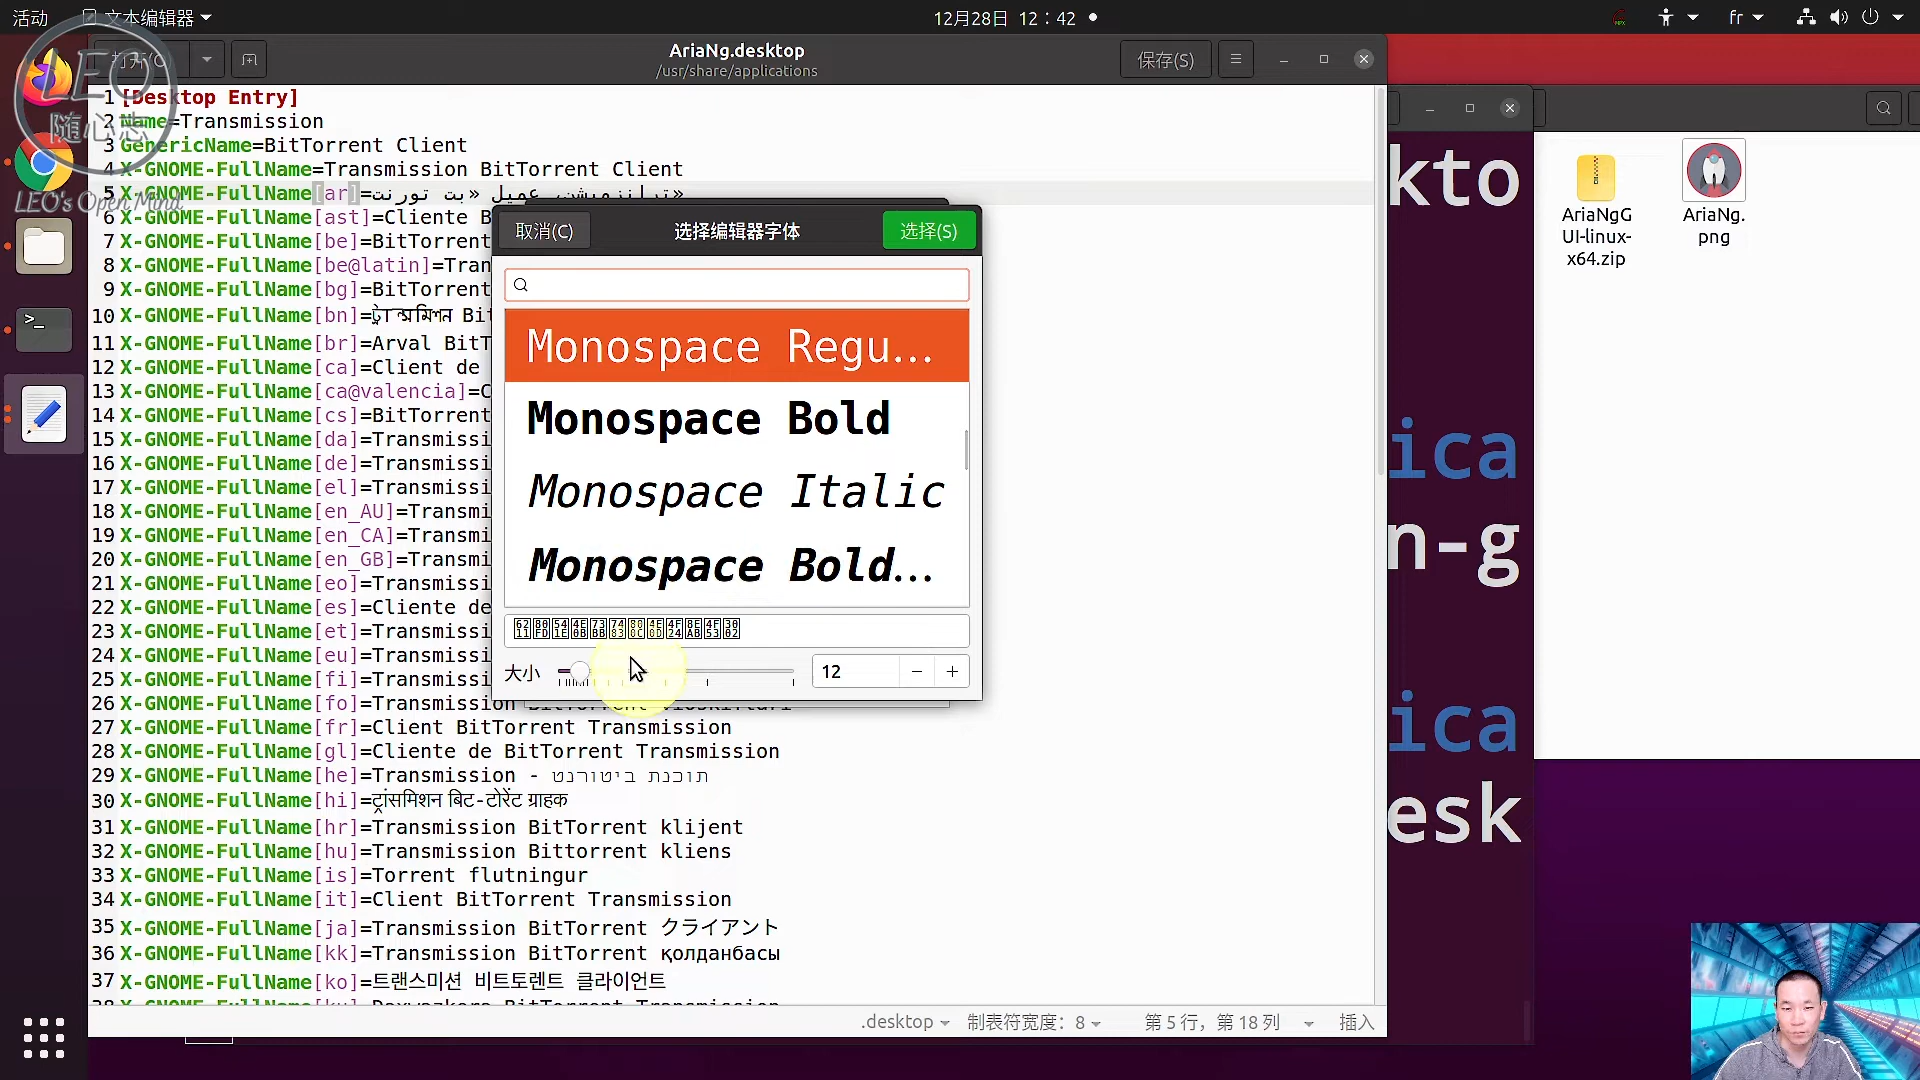 活动
文本编辑器
12月28日 12：42
fr
打开(O)
AriaNg.desktop
/usr/share/applications
保存(S)
LEO
随心志
LEO's Open Mind
1 [Desktop Entry]
2 Name=Transmission
3 GenericName=BitTorrent Client
4 X-GNOME-FullName=Transmission BitTorrent Client
5 X-GNOME-FullName[ar]=
6 X-GNOME-FullName[ast]=Cliente B
7 X-GNOME-FullName[be]=BitTorrent
8 X-GNOME-FullName[be@latin]=Tran
9 X-GNOME-FullName[bg]=BitTorrent
10 X-GNOME-FullName[bn]=ট্রান্সমিশন Bit
11 X-GNOME-FullName[br]=Arval BitT
12 X-GNOME-FullName[ca]=Client de
13 X-GNOME-FullName[ca@valencia]=C
14 X-GNOME-FullName[cs]=BitTorrent
15 X-GNOME-FullName[da]=Transmissi
16 X-GNOME-FullName[de]=Transmissi
17 X-GNOME-FullName[el]=Transmissi
18 X-GNOME-FullName[en_AU]=Transmi
19 X-GNOME-FullName[en_CA]=Transmi
20 X-GNOME-FullName[en_GB]=Transmi
21 X-GNOME-FullName[eo]=Transmissi
22 X-GNOME-FullName[es]=Cliente de
23 X-GNOME-FullName[et]=Transmissi
24 X-GNOME-FullName[eu]=Transmissi
25 X-GNOME-FullName[fi]=Transmissi
26 X-GNOME-FullName[fo]=Transmission
27 X-GNOME-FullName[fr]=Client BitTorrent Transmission
28 X-GNOME-FullName[gl]=Cliente de BitTorrent Transmission
29 X-GNOME-FullName[he]=Transmission - תוכנת ביטורנט
30 X-GNOME-FullName[hi]=ट्रांसमिशन बिट-टोरेंट ग्राहक
31 X-GNOME-FullName[hr]=Transmission BitTorrent klijent
32 X-GNOME-FullName[hu]=Transmission Bittorrent kliens
33 X-GNOME-FullName[is]=Torrent flutningur
34 X-GNOME-FullName[it]=Client BitTorrent Transmission
35 X-GNOME-FullName[ja]=Transmission BitTorrent クライアント
36 X-GNOME-FullName[kk]=Transmission BitTorrent қолданбасы
37 X-GNOME-FullName[ko]=트랜스미션 비트토렌트 클라이언트
取消(C)
选择编辑器字体
选择(S)
Monospace Regu...
Monospace Bold
Monospace Italic
Monospace Bold...
大小
12
.desktop
制表符宽度：8
第 5 行，第 18 列
插入
kto
ica
n-g
ica
esk
AriaNgG
UI-linux-
x64.zip
AriaNg.
png